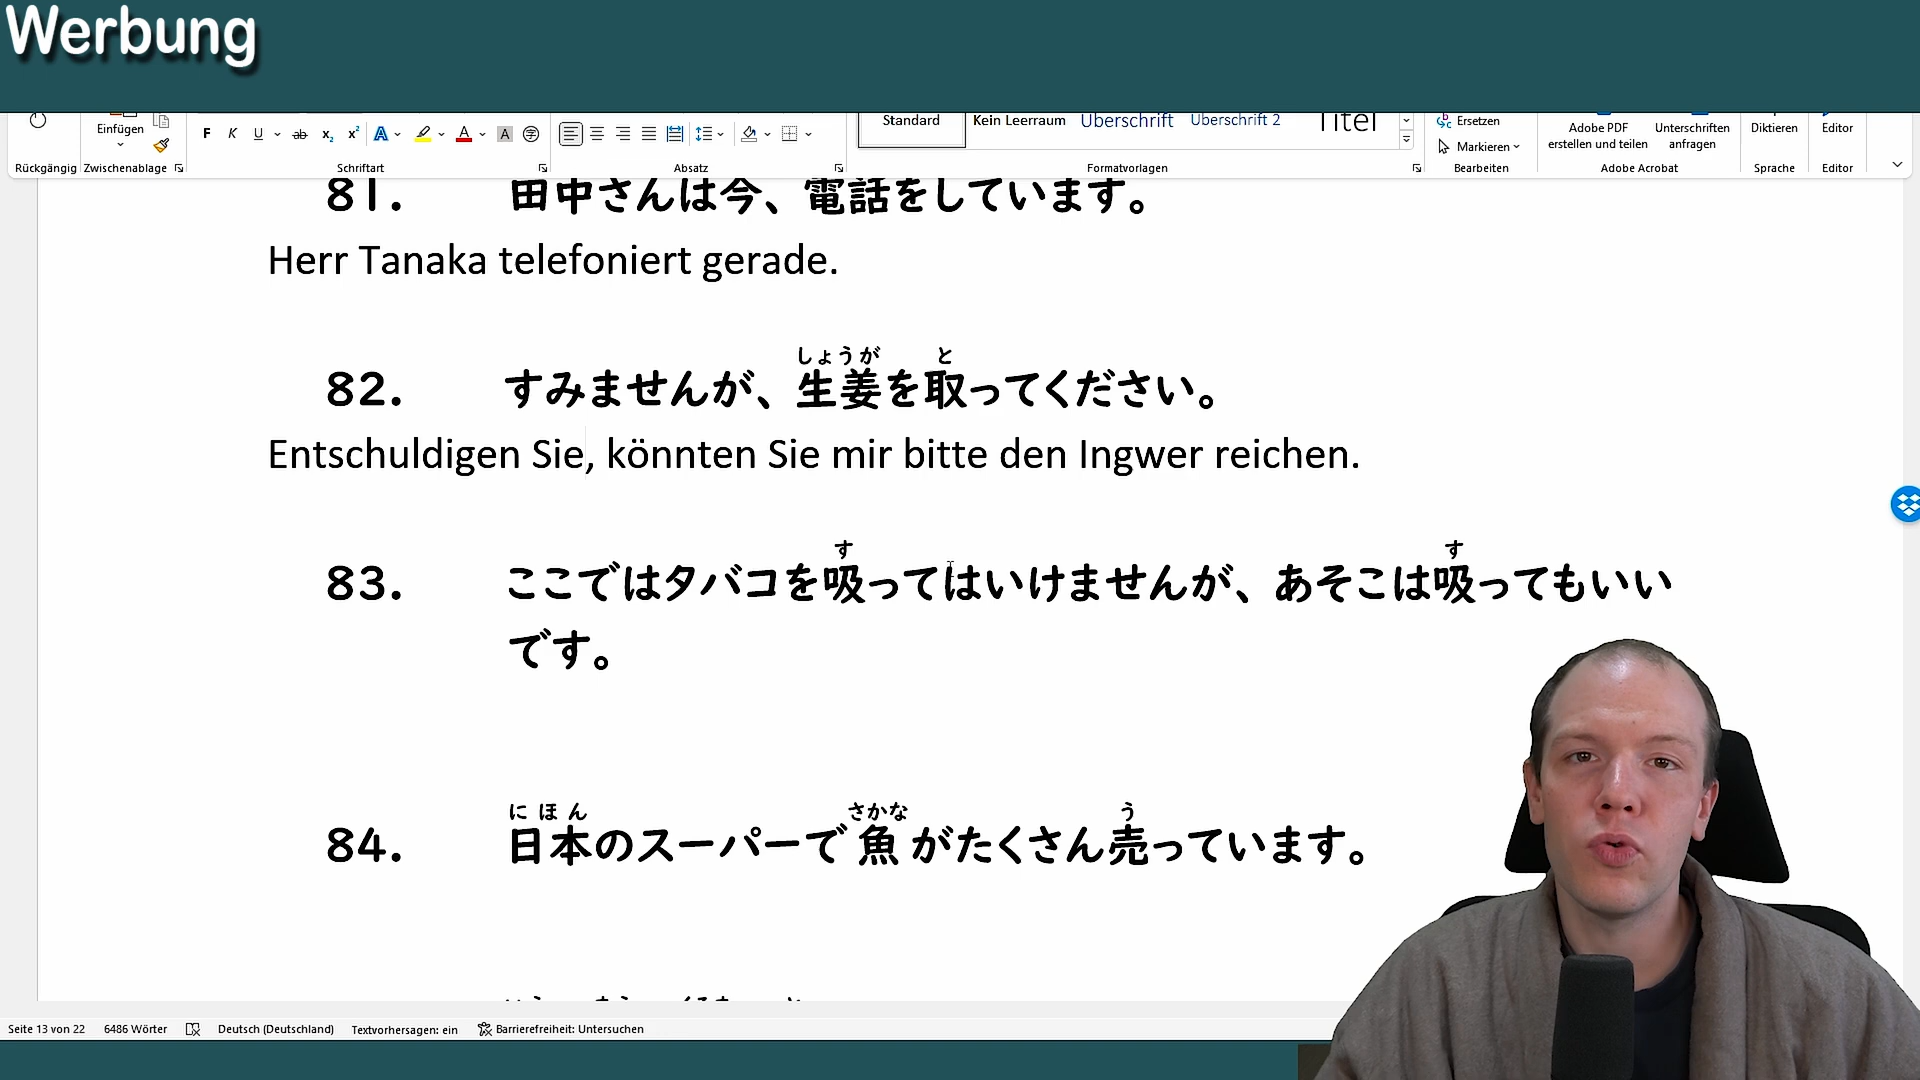 Werbung
Einfügen
F K U ab x₂ x² A A A 字
Standard
Kein Leerraum
Überschrift
Überschrift 2
Titel
Ersetzen
Markieren
Adobe PDF
erstellen und teilen
Unterschriften
anfragen
Diktieren
Editor
Rückgängig
Zwischenablage
Schriftart
Absatz
Formatvorlagen
Bearbeiten
Adobe Acrobat
Sprache
Editor
81. 田中さんは今、電話をしています。
Herr Tanaka telefoniert gerade.
しょうが と
82. すみませんが、生姜を取ってください。
Entschuldigen Sie, könnten Sie mir bitte den Ingwer reichen.
す す
83. ここではタバコを吸ってはいけませんが、あそこは吸ってもいい
です。
にほん さかな う
84. 日本のスーパーで魚がたくさん売っています。
Seite 13 von 22 6486 Wörter Deutsch (Deutschland) Textvorhersagen: ein Barrierefreiheit: Untersuchen